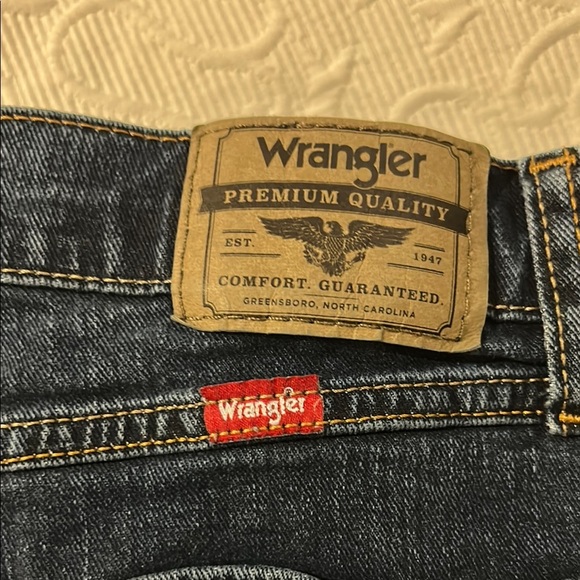 Wrangler
PREMIUM QUALITY
EST. 1947
COMFORT. GUARANTEED.
GREENSBORO, NORTH CAROLINA
Wrangler®